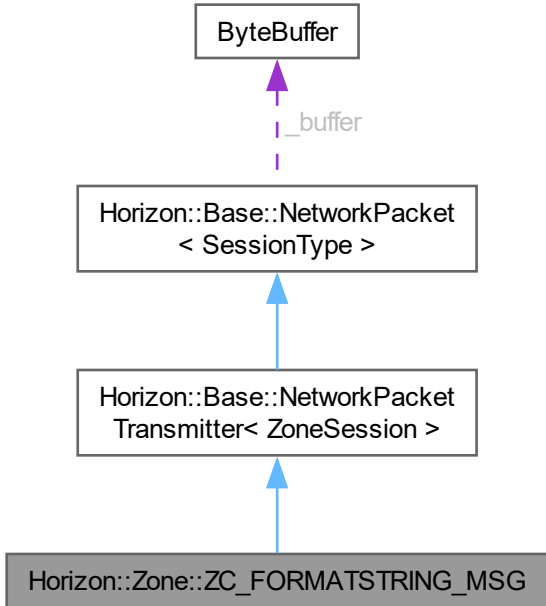 ByteBuffer
_buffer
Horizon::Base::NetworkPacket
< SessionType >
Horizon::Base::NetworkPacket
Transmitter< ZoneSession >
Horizon::Zone::ZC_FORMATSTRING_MSG